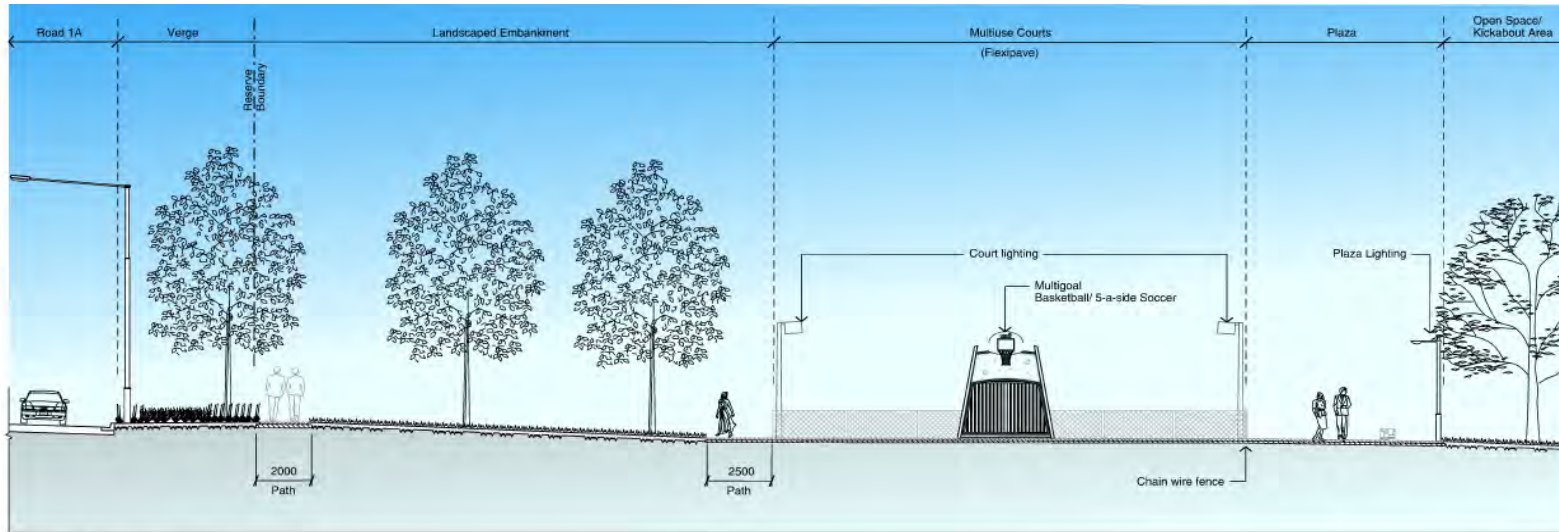 Road 1A
Verge
Landscaped Embankment
Multiuse Courts
(Flexipave)
Plaza
Open Space/
Kickabout Area
Reserve
Boundary
Court lighting
Plaza Lighting
Multigoal
Basketball/ 5-a-side Soccer
2000
Path
2500
Path
Chain wire fence